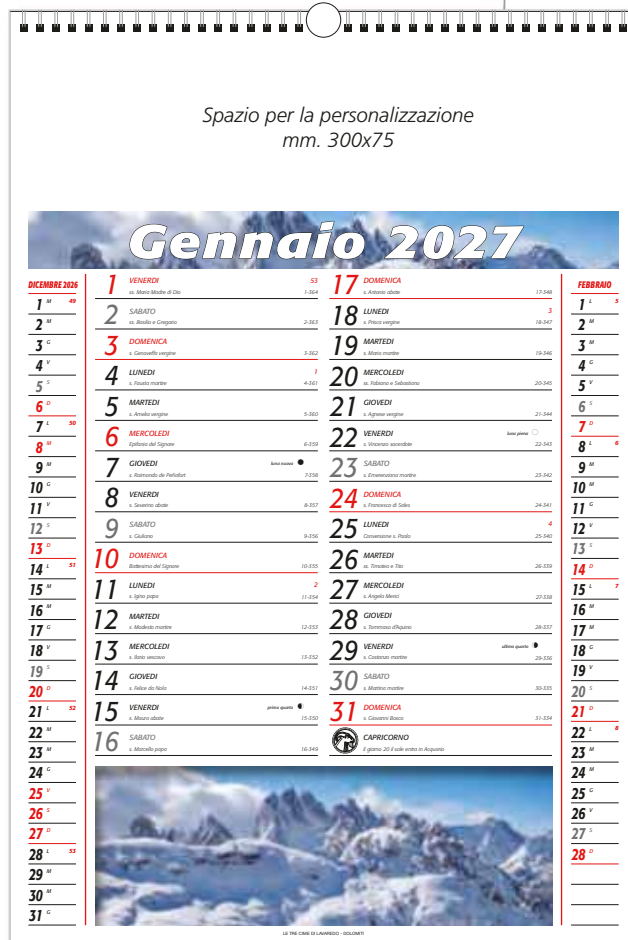 Spazio per la personalizzazione
mm. 300x75
Gennaio 2027
DICEMBRE 2026
1 M 49
2 M
3 G
4 V
5 S
6 D
7 L 50
8 M
9 M
10 G
11 V
12 S
13 D
14 L 51
15 M
16 M
17 G
18 V
19 S
20 D
21 L 52
22 M
23 M
24 G
25 V
26 S
27 D
28 L 53
29 M
30 M
31 G
1 VENERDI 53
ss. Maria Madre di Dio 1-364
2 SABATO
ss. Basilio e Gregorio 2-363
3 DOMENICA
s. Genoveffa vergine 3-362
4 LUNEDI 1
s. Fausta martire 4-361
5 MARTEDI
s. Amelia vergine 5-360
6 MERCOLEDI
Epifania del Signore 6-359
7 GIOVEDI luna nuova
s. Raimondo de Peñafort 7-358
8 VENERDI
s. Severino abate 8-357
9 SABATO
s. Giuliano 9-356
10 DOMENICA
Battesimo del Signore 10-355
11 LUNEDI 2
s. Igino papa 11-354
12 MARTEDI
s. Modesto martire 12-353
13 MERCOLEDI
s. Ilario vescovo 13-352
14 GIOVEDI
s. Felice da Nola 14-351
15 VENERDI primo quarto
s. Mauro abate 15-350
16 SABATO
s. Marcello papa 16-349
17 DOMENICA
s. Antonio abate 17-348
18 LUNEDI 3
s. Prisca vergine 18-347
19 MARTEDI
s. Mario martire 19-346
20 MERCOLEDI
ss. Fabiano e Sebastiano 20-345
21 GIOVEDI
s. Agnese vergine 21-344
22 VENERDI luna piena
s. Vincenzo sacerdote 22-343
23 SABATO
s. Emerenziana martire 23-342
24 DOMENICA
s. Francesco di Sales 24-341
25 LUNEDI 4
Conversione s. Paolo 25-340
26 MARTEDI
ss. Timoteo e Tito 26-339
27 MERCOLEDI
s. Angela Merici 27-338
28 GIOVEDI
s. Tommaso d'Aquino 28-337
29 VENERDI ultimo quarto
s. Costanzo martire 29-336
30 SABATO
s. Martina martire 30-335
31 DOMENICA
s. Giovanni Bosco 31-334
CAPRICORNO
Il giorno 20 il sole entra in Acquario
FEBBRAIO
1 L 5
2 M
3 M
4 G
5 V
6 S
7 D
8 L 6
9 M
10 M
11 G
12 V
13 S
14 D
15 L 7
16 M
17 M
18 G
19 V
20 S
21 D
22 L 8
23 M
24 M
25 G
26 V
27 S
28 D
LE TRE CIME DI LAVAREDO - DOLOMITI